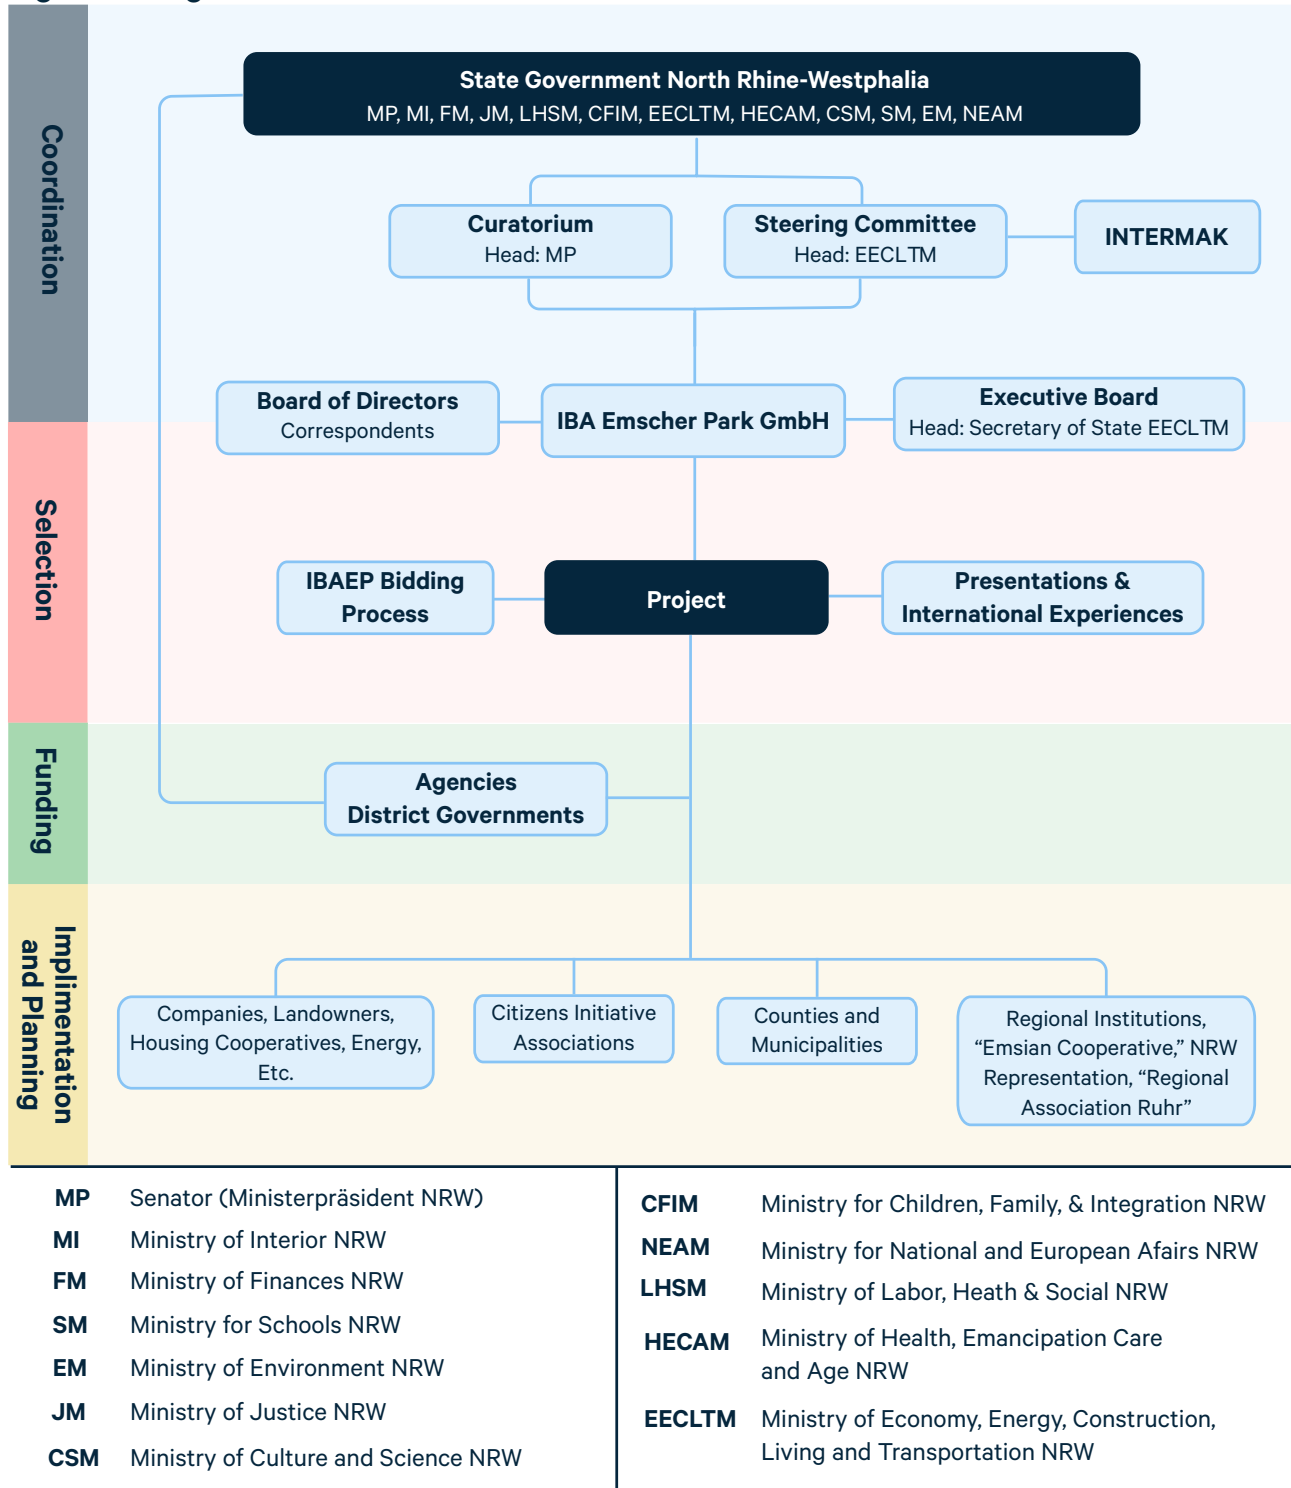 Coordination
State Government North Rhine-Westphalia
MP, MI, FM, JM, LHSM, CFIM, EECLTM, HECAM, CSM, SM, EM, NEAM
Curatorium
Head: MP
Steering Committee
Head: EECLTM
INTERMAK
Board of Directors
Correspondents
IBA Emscher Park GmbH
Executive Board
Head: Secretary of State EECLTM
Selection
IBAEP Bidding
Process
Project
Presentations &
International Experiences
Funding
Agencies
District Governments
Implimentation
and Planning
Companies, Landowners,
Housing Cooperatives, Energy,
Etc.
Citizens Initiative
Associations
Counties and
Municipalities
Regional Institutions,
“Emsian Cooperative,” NRW
Representation, “Regional
Association Ruhr”
MP Senator (Ministerpräsident NRW)
MI Ministry of Interior NRW
FM Ministry of Finances NRW
SM Ministry for Schools NRW
EM Ministry of Environment NRW
JM Ministry of Justice NRW
CSM Ministry of Culture and Science NRW
CFIM Ministry for Children, Family, & Integration NRW
NEAM Ministry for National and European Afairs NRW
LHSM Ministry of Labor, Heath & Social NRW
HECAM Ministry of Health, Emancipation Care
and Age NRW
EECLTM Ministry of Economy, Energy, Construction,
Living and Transportation NRW